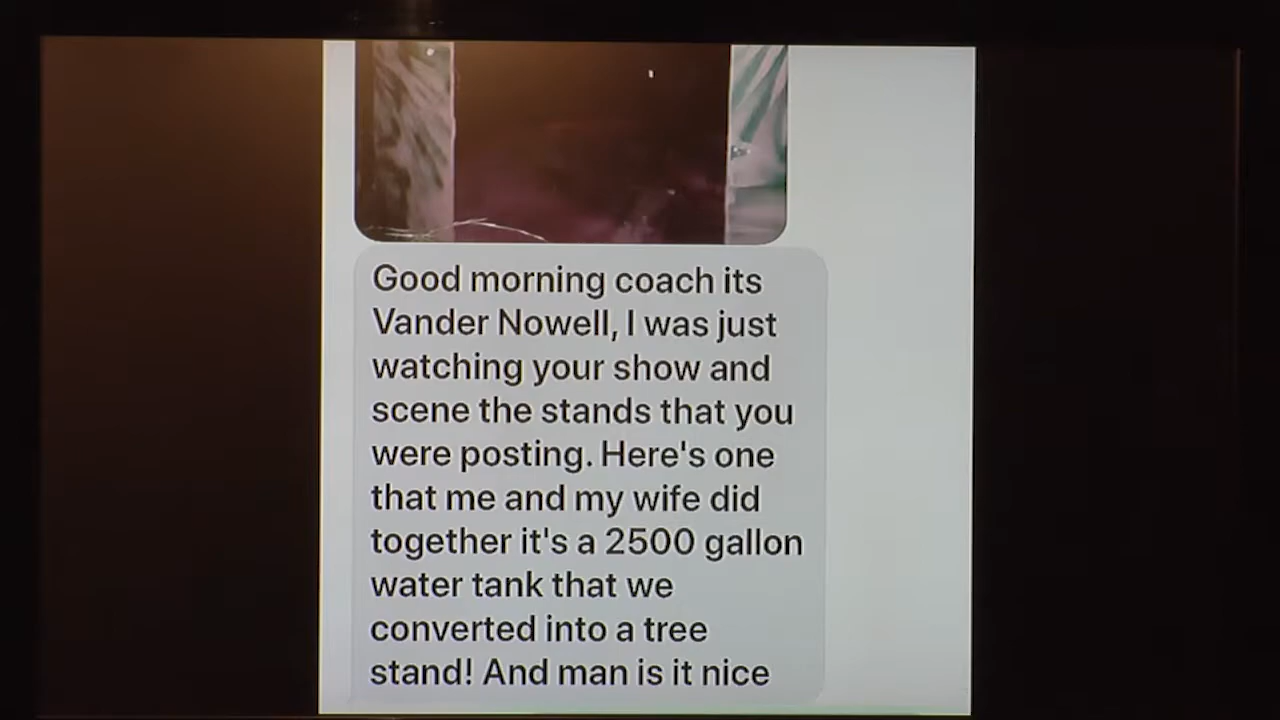 Good morning coach its
Vander Nowell, I was just
watching your show and
scene the stands that you
were posting. Here's one
that me and my wife did
together it's a 2500 gallon
water tank that we
converted into a tree
stand! And man is it nice